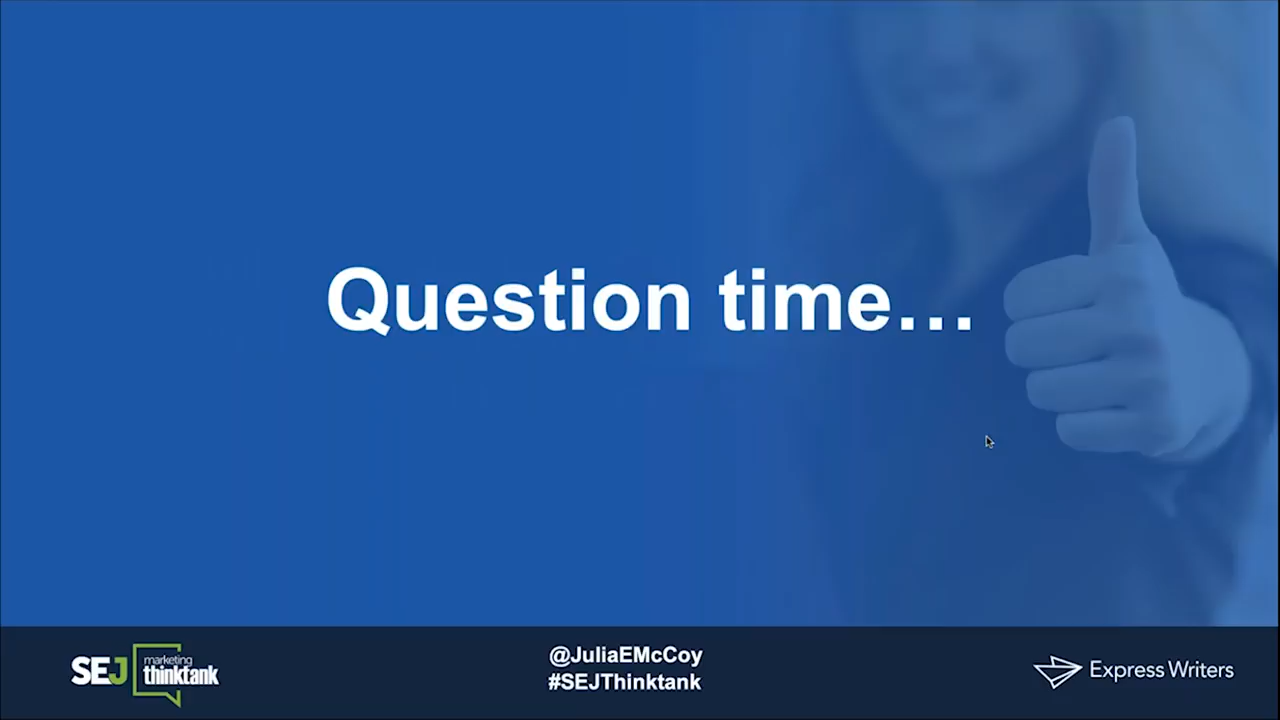 Question time…
SEJ
marketing
thinktank
@JuliaEMcCoy
#SEJThinktank
Express Writers